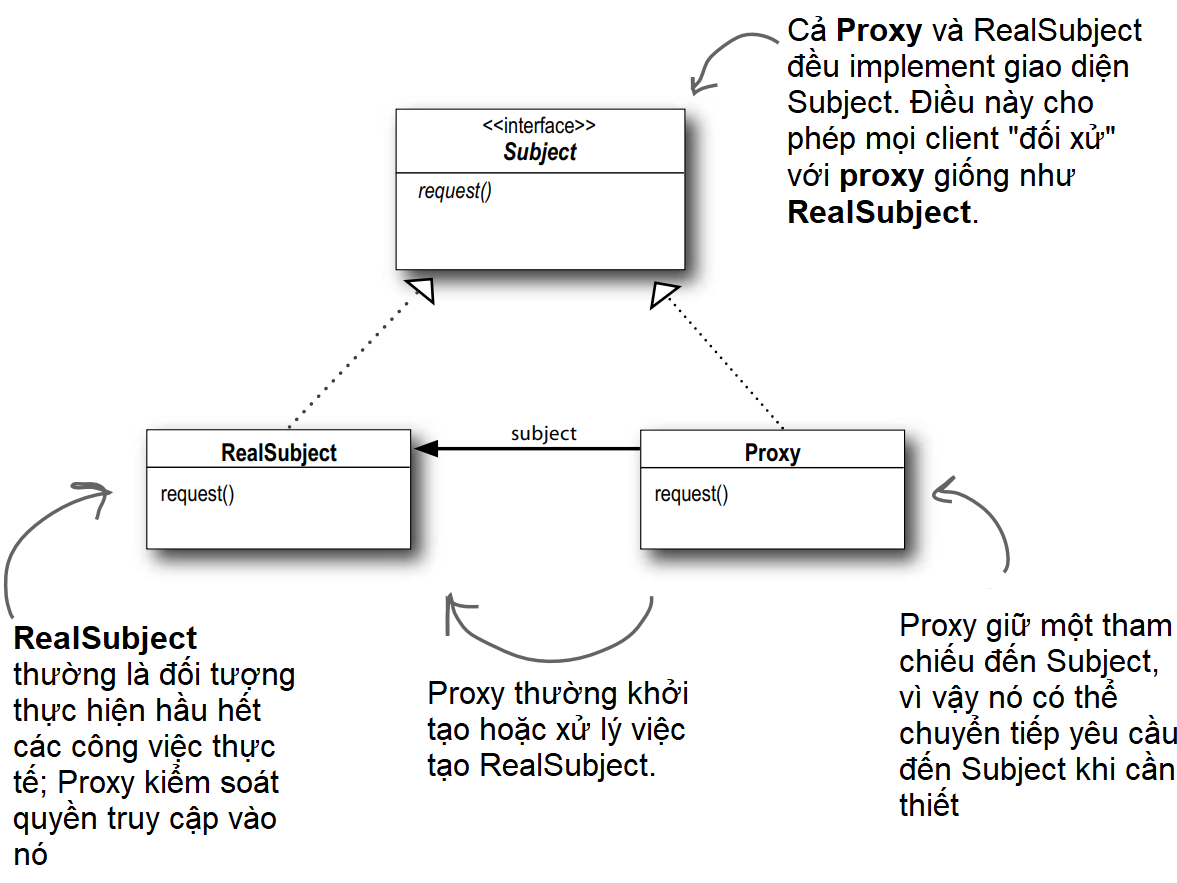 Cả Proxy và RealSubject
đều implement giao diện
Subject. Điều này cho
phép mọi client "đối xử"
với proxy giống như
RealSubject.
<<interface>>
Subject
request()
RealSubject
request()
subject
Proxy
request()
RealSubject
thường là đối tượng
thực hiện hầu hết
các công việc thực
tế; Proxy kiểm soát
quyền truy cập vào
nó
Proxy thường khởi
tạo hoặc xử lý việc
tạo RealSubject.
Proxy giữ một tham
chiếu đến Subject,
vì vậy nó có thể
chuyển tiếp yêu cầu
đến Subject khi cần
thiết